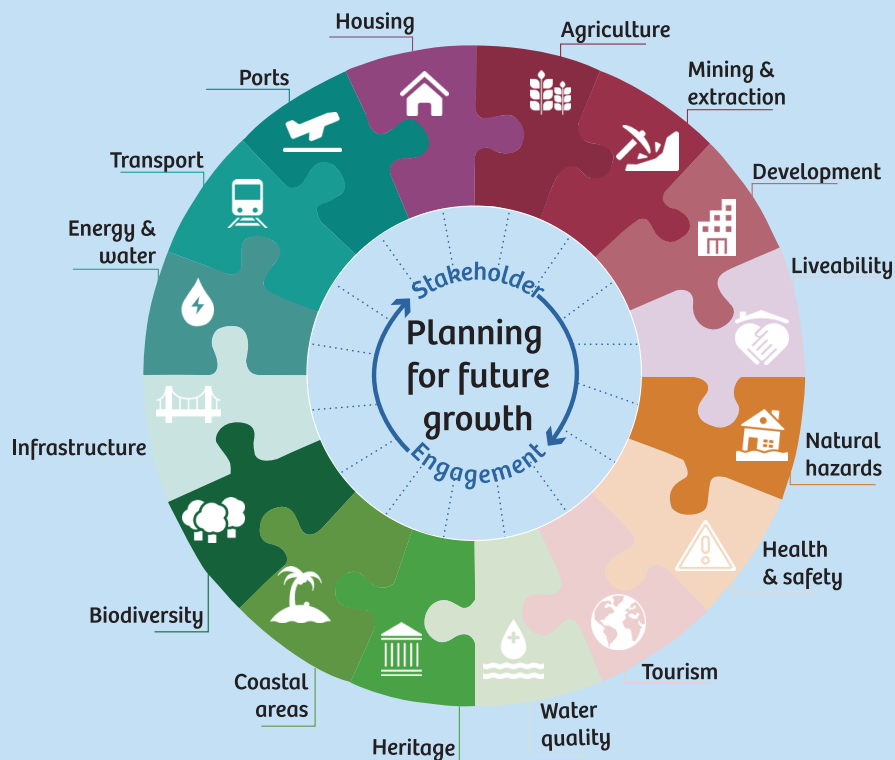 Housing
Agriculture
Mining &
extraction
Development
Liveability
Natural
hazards
Health
& safety
Tourism
Water
quality
Heritage
Coastal
areas
Biodiversity
Infrastructure
Energy &
water
Transport
Ports
Stakeholder
Planning
for future
growth
Engagement